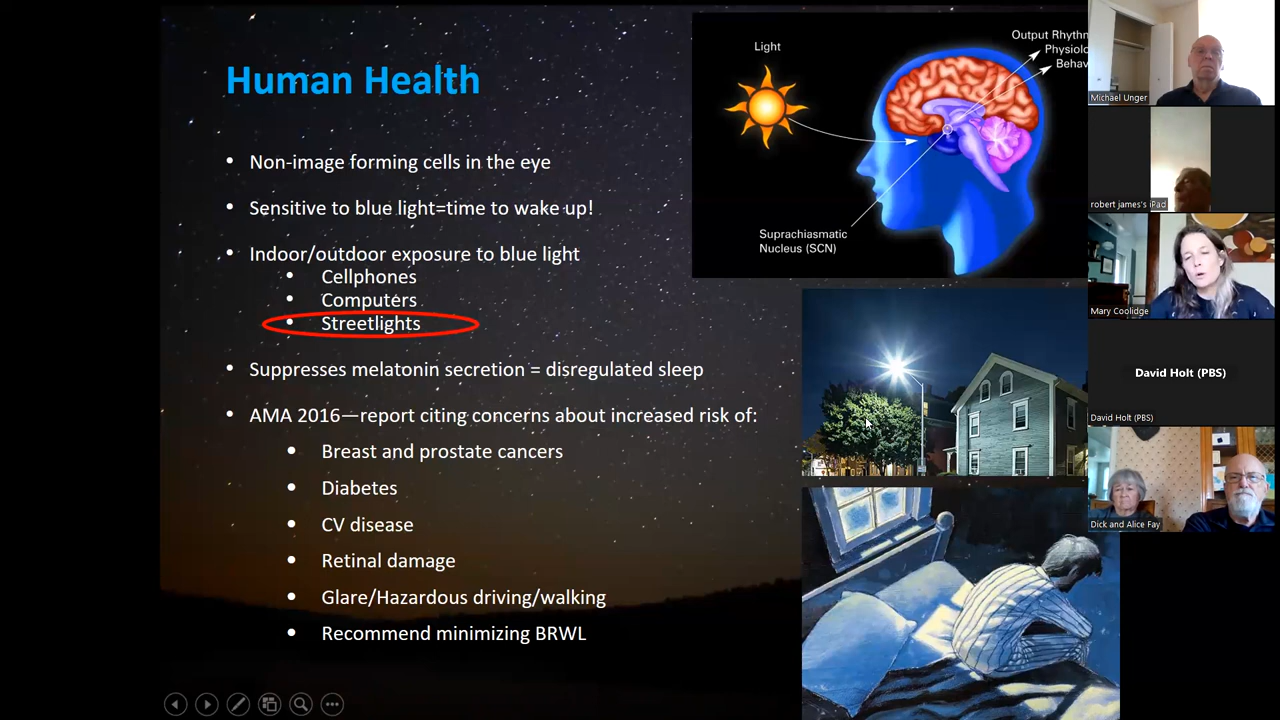 Human Health
• Non-image forming cells in the eye
• Sensitive to blue light=time to wake up!
• Indoor/outdoor exposure to blue light
• Cellphones
• Computers
• Streetlights
• Suppresses melatonin secretion = disregulated sleep
• AMA 2016—report citing concerns about increased risk of:
• Breast and prostate cancers
• Diabetes
• CV disease
• Retinal damage
• Glare/Hazardous driving/walking
• Recommend minimizing BRWL
Light
Output Rhythm
Physiolo
Behav
Suprachiasmatic
Nucleus (SCN)
Michael Unger
robert james's iPad
Mary Coolidge
David Holt (PBS)
David Holt (PBS)
Dick and Alice Fay